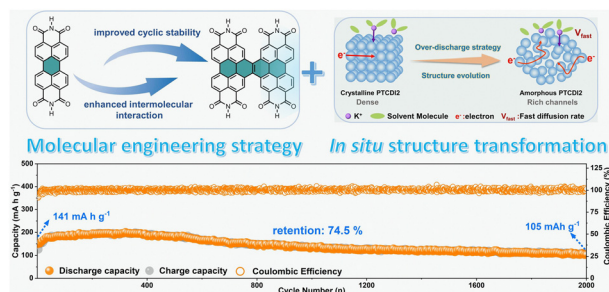 H
O N O
improved cyclic stability
enhanced intermolecular
interaction
O N O
H
H H
O N O O N O
O N O O N O
H H
+
Over-discharge strategy
Structure evolution
e-
Vfast
e-
e-
Crystalline PTCDI2
Dense
Amorphous PTCDI2
Rich channels
K+ Solvent Molecule e-:electron Vfast:Fast diffusion rate
Molecular engineering strategy
In situ structure transformation
Capacity (mA h g-1)
500
400
300
200
100
0
141 mA h g-1
retention: 74.5 %
105 mAh g-1
Discharge capacity Charge capacity Coulombic Efficiency
400 800 1200 1600 2000
Cycle Number (n)
125
100
75
50
25
0
Coulombic Efficiency (%)